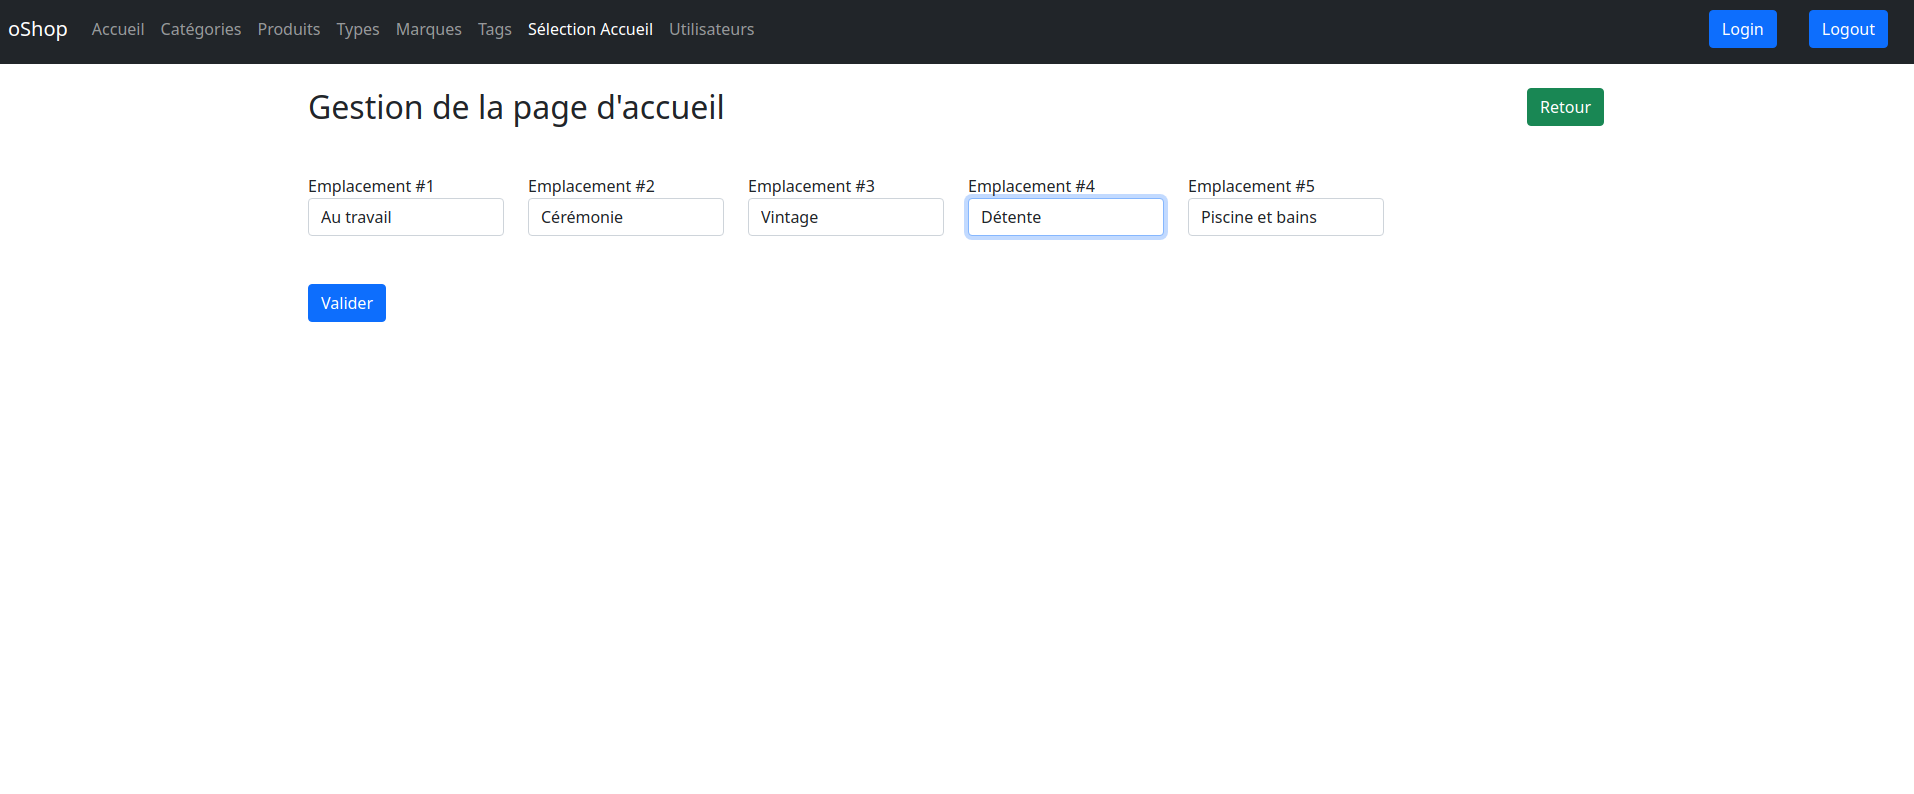 oShop Accueil Catégories Produits Types Marques Tags Sélection Accueil Utilisateurs Login Logout
Gestion de la page d'accueil Retour
Emplacement #1 Emplacement #2 Emplacement #3 Emplacement #4 Emplacement #5
Au travail Cérémonie Vintage Détente Piscine et bains
Valider